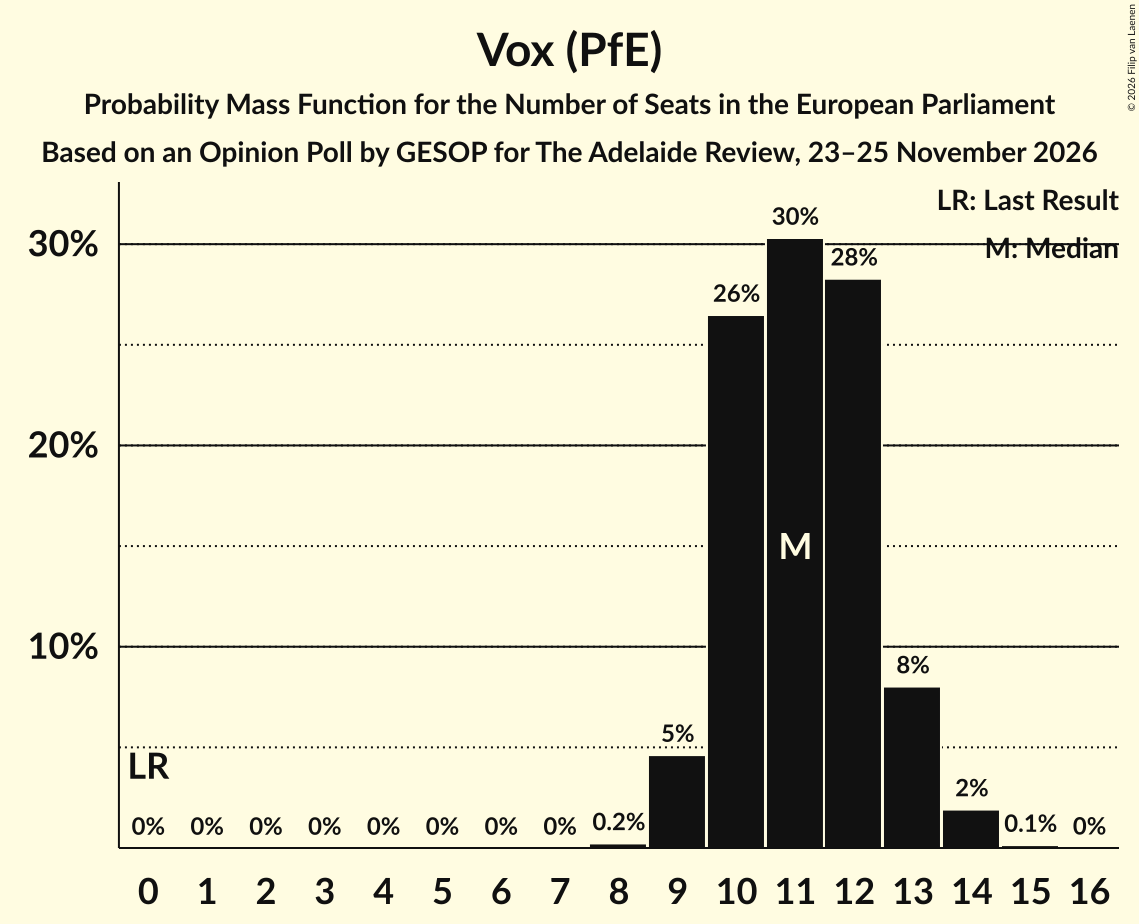 Vox (PfE)
Probability Mass Function for the Number of Seats in the European Parliament
Based on an Opinion Poll by GESOP for The Adelaide Review, 23–25 November 2026
© 2026 Filip van Laenen
LR: Last Result
M: Median
30%
20%
10%
LR
M
0% 0% 0% 0% 0% 0% 0% 0% 0.2% 5% 26% 30% 28% 8% 2% 0.1% 0%
0 1 2 3 4 5 6 7 8 9 10 11 12 13 14 15 16